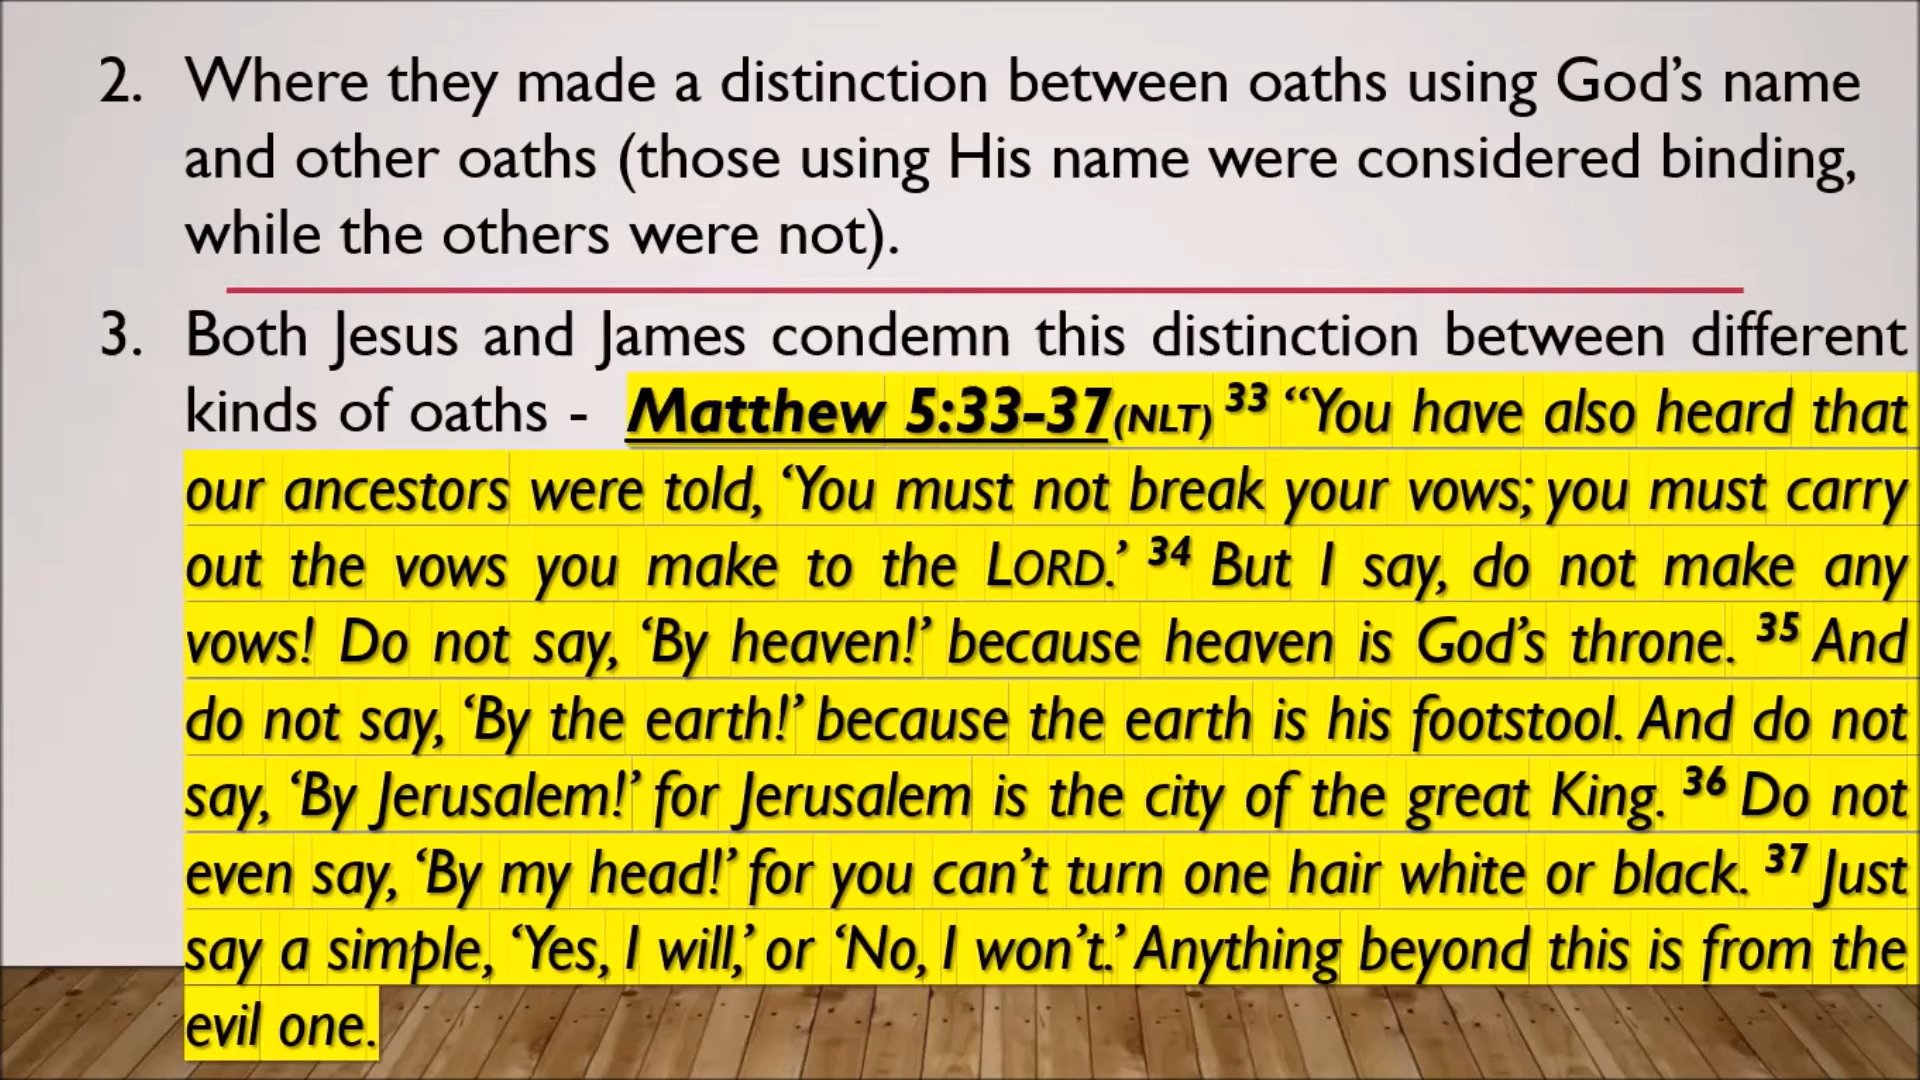 2. Where they made a distinction between oaths using God’s name
and other oaths (those using His name were considered binding,
while the others were not).
3. Both Jesus and James condemn this distinction between different
kinds of oaths - Matthew 5:33-37(NLT) 33 “You have also heard that
our ancestors were told, ‘You must not break your vows; you must carry
out the vows you make to the LORD.’ 34 But I say, do not make any
vows! Do not say, ‘By heaven!’ because heaven is God’s throne. 35 And
do not say, ‘By the earth!’ because the earth is his footstool. And do not
say, ‘By Jerusalem!’ for Jerusalem is the city of the great King. 36 Do not
even say, ‘By my head!’ for you can’t turn one hair white or black. 37 Just
say a simple, ‘Yes, I will,’ or ‘No, I won’t.’ Anything beyond this is from the
evil one.